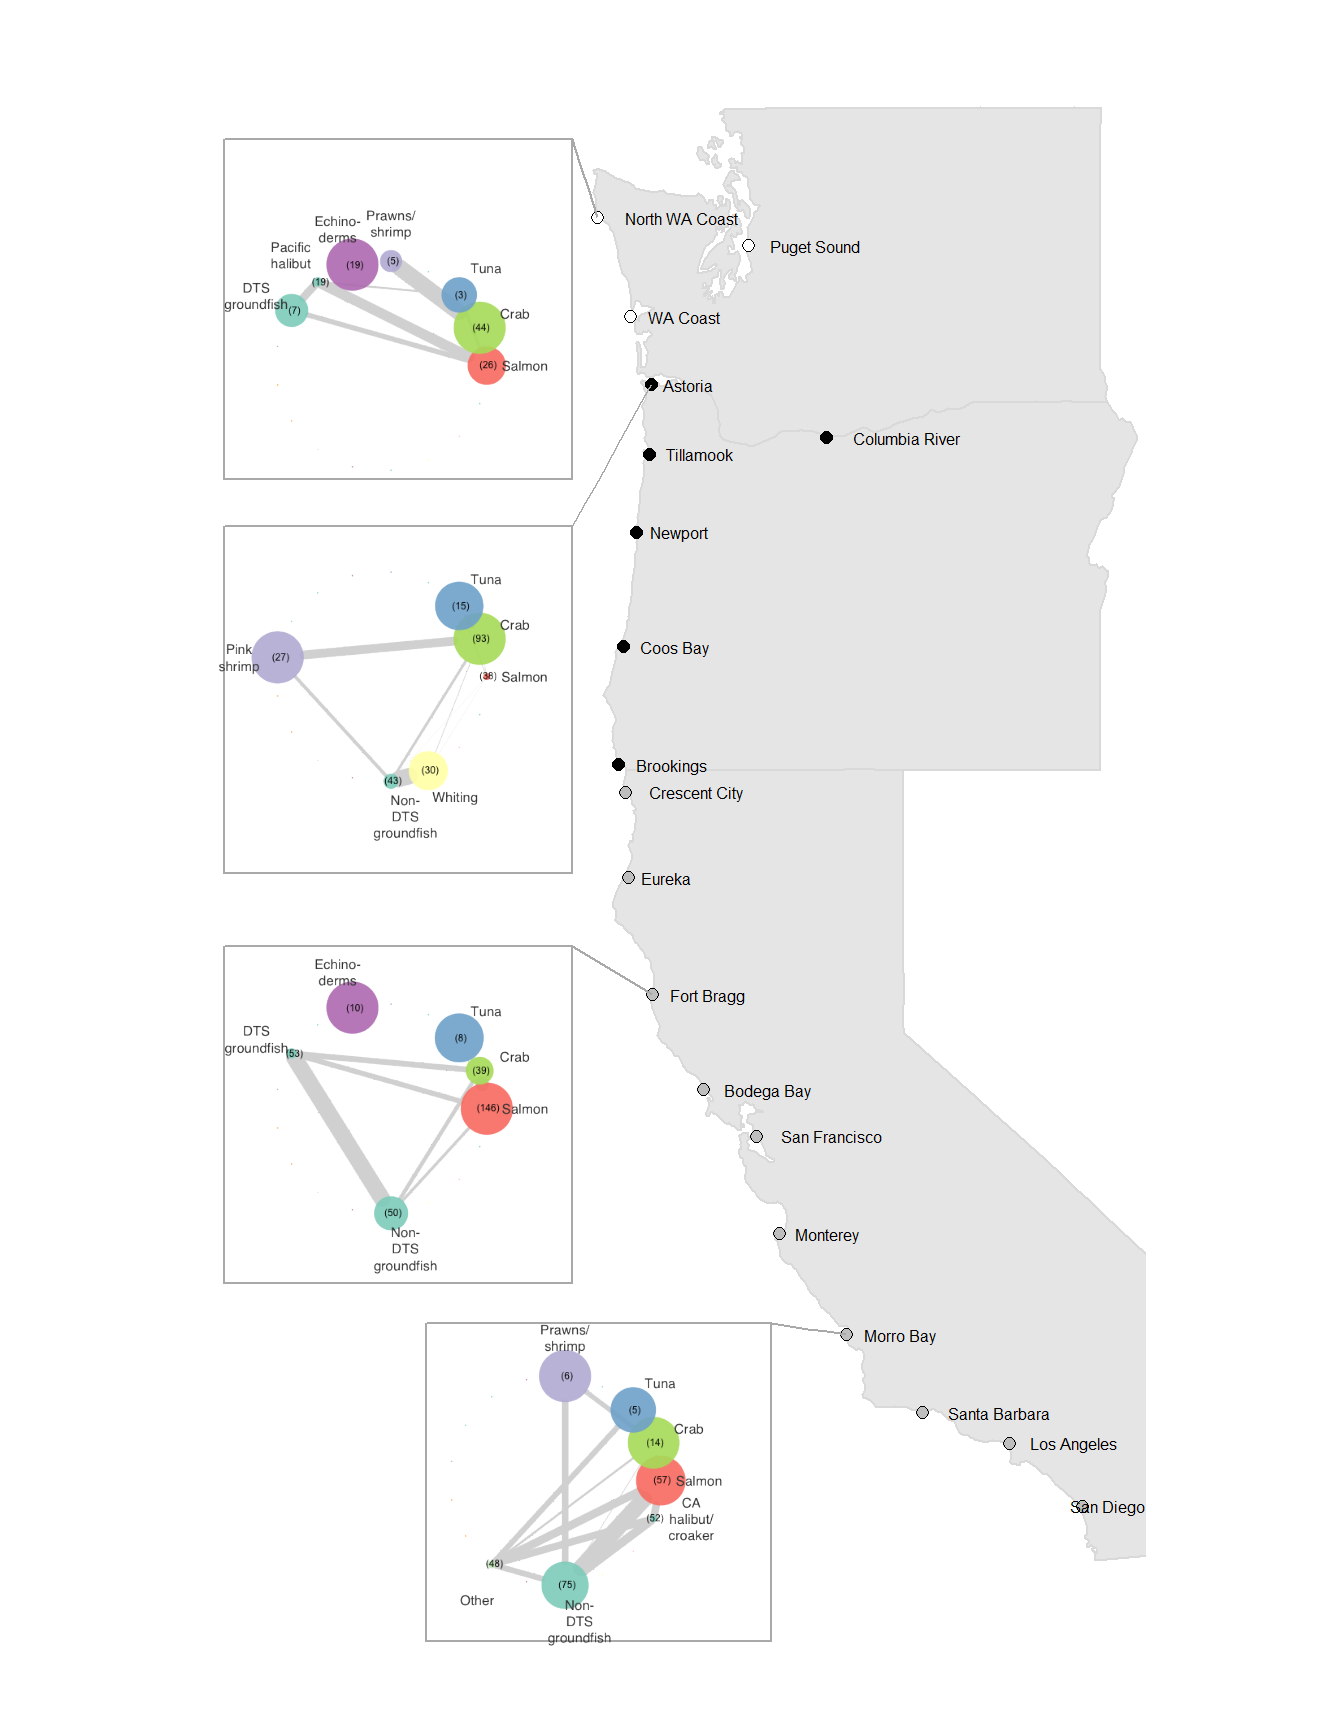 Echino-
derms
Prawns/
shrimp
Pacific
halibut
DTS
groundfish
Tuna
Crab
Salmon
(19)
(5)
(19)
(7)
(3)
(44)
(26)
North WA Coast
Puget Sound
WA Coast
Astoria
Columbia River
Tillamook
Newport
Coos Bay
Brookings
Crescent City
Eureka
Fort Bragg
Bodega Bay
San Francisco
Monterey
Morro Bay
Santa Barbara
Los Angeles
San Diego
Tuna
(15)
Crab
(93)
Pink
shrimp
(27)
(38)
Salmon
(30)
(43)
Whiting
Non-
DTS
groundfish
Echino-
derms
(10)
Tuna
(8)
DTS
groundfish
(53)
Crab
(39)
(146)
Salmon
(50)
Non-
DTS
groundfish
Prawns/
shrimp
(6)
Tuna
(5)
Crab
(14)
(57)
Salmon
CA
halibut/
croaker
(52)
(48)
Other
(75)
Non-
DTS
groundfish